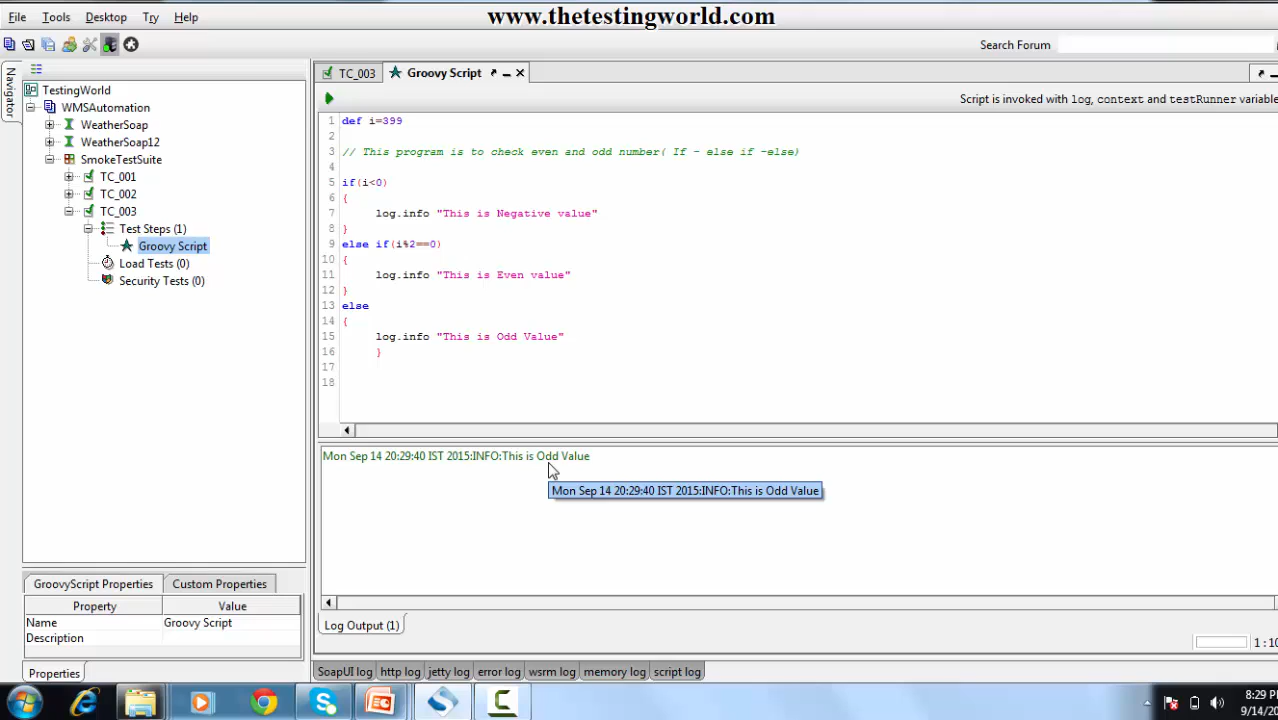 www.thetestingworld.com
File Tools Desktop Try Help
Search Forum
Navigator
TestingWorld
WMSAutomation
WeatherSoap
WeatherSoap12
SmokeTestSuite
TC_001
TC_002
TC_003
Test Steps (1)
Groovy Script
Load Tests (0)
Security Tests (0)
GroovyScript Properties Custom Properties
Property Value
Name Groovy Script
Description
Properties
TC_003 Groovy Script
Script is invoked with log, context and testRunner variable
1 def i=399
2
3 // This program is to check even and odd number( If - else if -else)
4
5 if(i<0)
6 {
7 log.info "This is Negative value"
8 }
9 else if(i%2==0)
10 {
11 log.info "This is Even value"
12 }
13 else
14 {
15 log.info "This is Odd Value"
16 }
17
18
Mon Sep 14 20:29:40 IST 2015:INFO:This is Odd Value
Mon Sep 14 20:29:40 IST 2015:INFO:This is Odd Value
Log Output (1)
1 : 10
SoapUI log http log jetty log error log wsrm log memory log script log
8:29 P
9/14/20